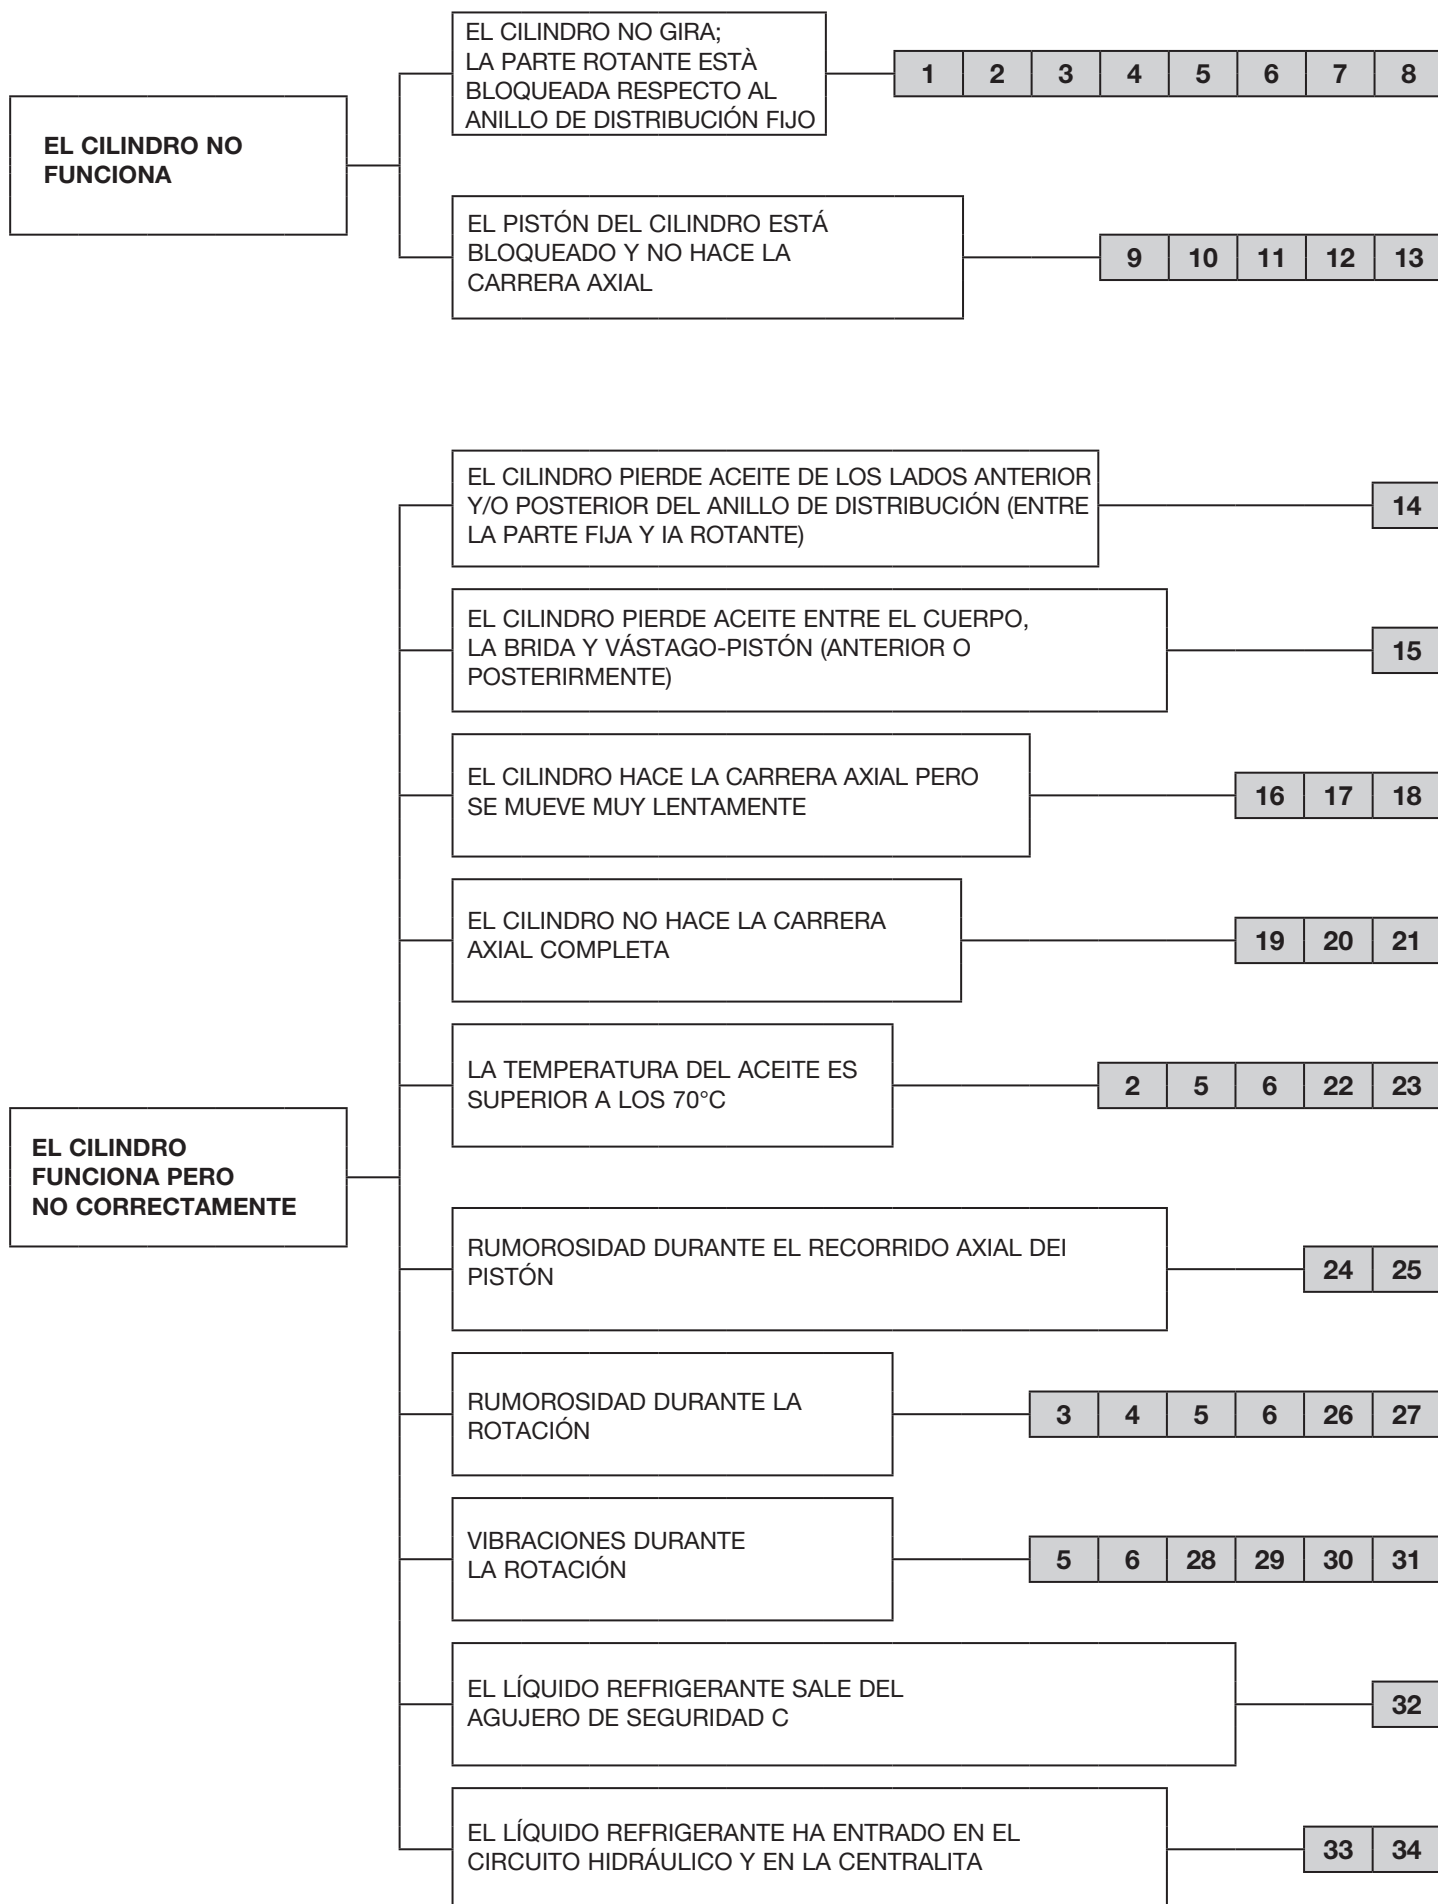 EL CILINDRO NO GIRA;
LA PARTE ROTANTE ESTÀ
BLOQUEADA RESPECTO AL
ANILLO DE DISTRIBUCIÓN FIJO
1 2 3 4 5 6 7 8
EL CILINDRO NO
FUNCIONA
EL PISTÓN DEL CILINDRO ESTÁ
BLOQUEADO Y NO HACE LA
CARRERA AXIAL
9 10 11 12 13
EL CILINDRO PIERDE ACEITE DE LOS LADOS ANTERIOR
Y/O POSTERIOR DEL ANILLO DE DISTRIBUCIÓN (ENTRE
LA PARTE FIJA Y IA ROTANTE)
14
EL CILINDRO PIERDE ACEITE ENTRE EL CUERPO,
LA BRIDA Y VÁSTAGO-PISTÓN (ANTERIOR O
POSTERIRMENTE)
15
EL CILINDRO HACE LA CARRERA AXIAL PERO
SE MUEVE MUY LENTAMENTE
16 17 18
EL CILINDRO NO HACE LA CARRERA
AXIAL COMPLETA
19 20 21
LA TEMPERATURA DEL ACEITE ES
SUPERIOR A LOS 70°C
2 5 6 22 23
EL CILINDRO
FUNCIONA PERO
NO CORRECTAMENTE
RUMOROSIDAD DURANTE EL RECORRIDO AXIAL DEI
PISTÓN
24 25
RUMOROSIDAD DURANTE LA
ROTACIÓN
3 4 5 6 26 27
VIBRACIONES DURANTE
LA ROTACIÓN
5 6 28 29 30 31
EL LÍQUIDO REFRIGERANTE SALE DEL
AGUJERO DE SEGURIDAD C
32
EL LÍQUIDO REFRIGERANTE HA ENTRADO EN EL
CIRCUITO HIDRÁULICO Y EN LA CENTRALITA
33 34